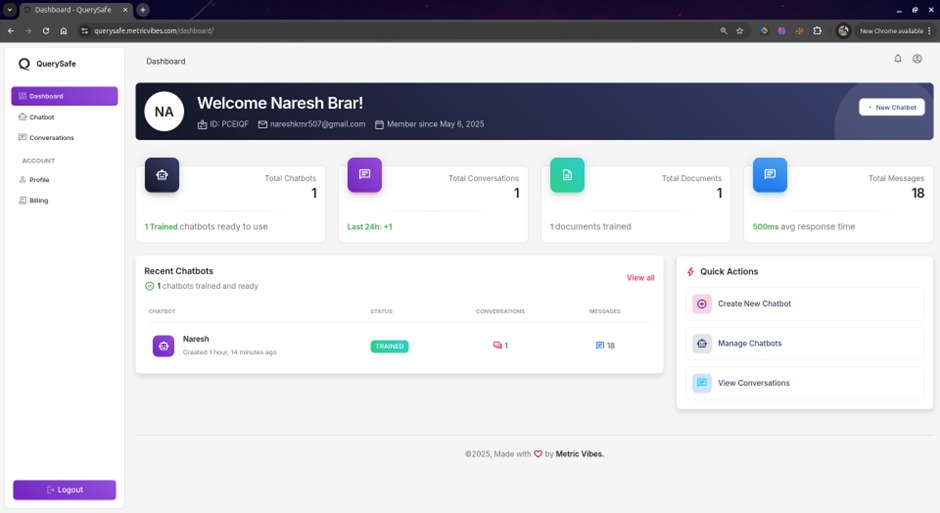 Dashboard - QuerySafe
querysafe.metricvibes.com/dashboard/
New Chrome available
QuerySafe
Dashboard
Chatbot
Conversations
ACCOUNT
Profile
Billing
Logout
Dashboard
NA
Welcome Naresh Brar!
ID: PCEIQF nareshkmr507@gmail.com Member since May 6, 2025
New Chatbot
Total Chatbots
1
1 Trained chatbots ready to use
Total Conversations
1
Last 24h: +1
Total Documents
1
1 documents trained
Total Messages
18
500ms avg response time
Recent Chatbots
1 chatbots trained and ready
View all
CHATBOT STATUS CONVERSATIONS MESSAGES
Naresh
Created 1 hour, 14 minutes ago
TRAINED
1
18
Quick Actions
Create New Chatbot
Manage Chatbots
View Conversations
©2025, Made with by Metric Vibes.